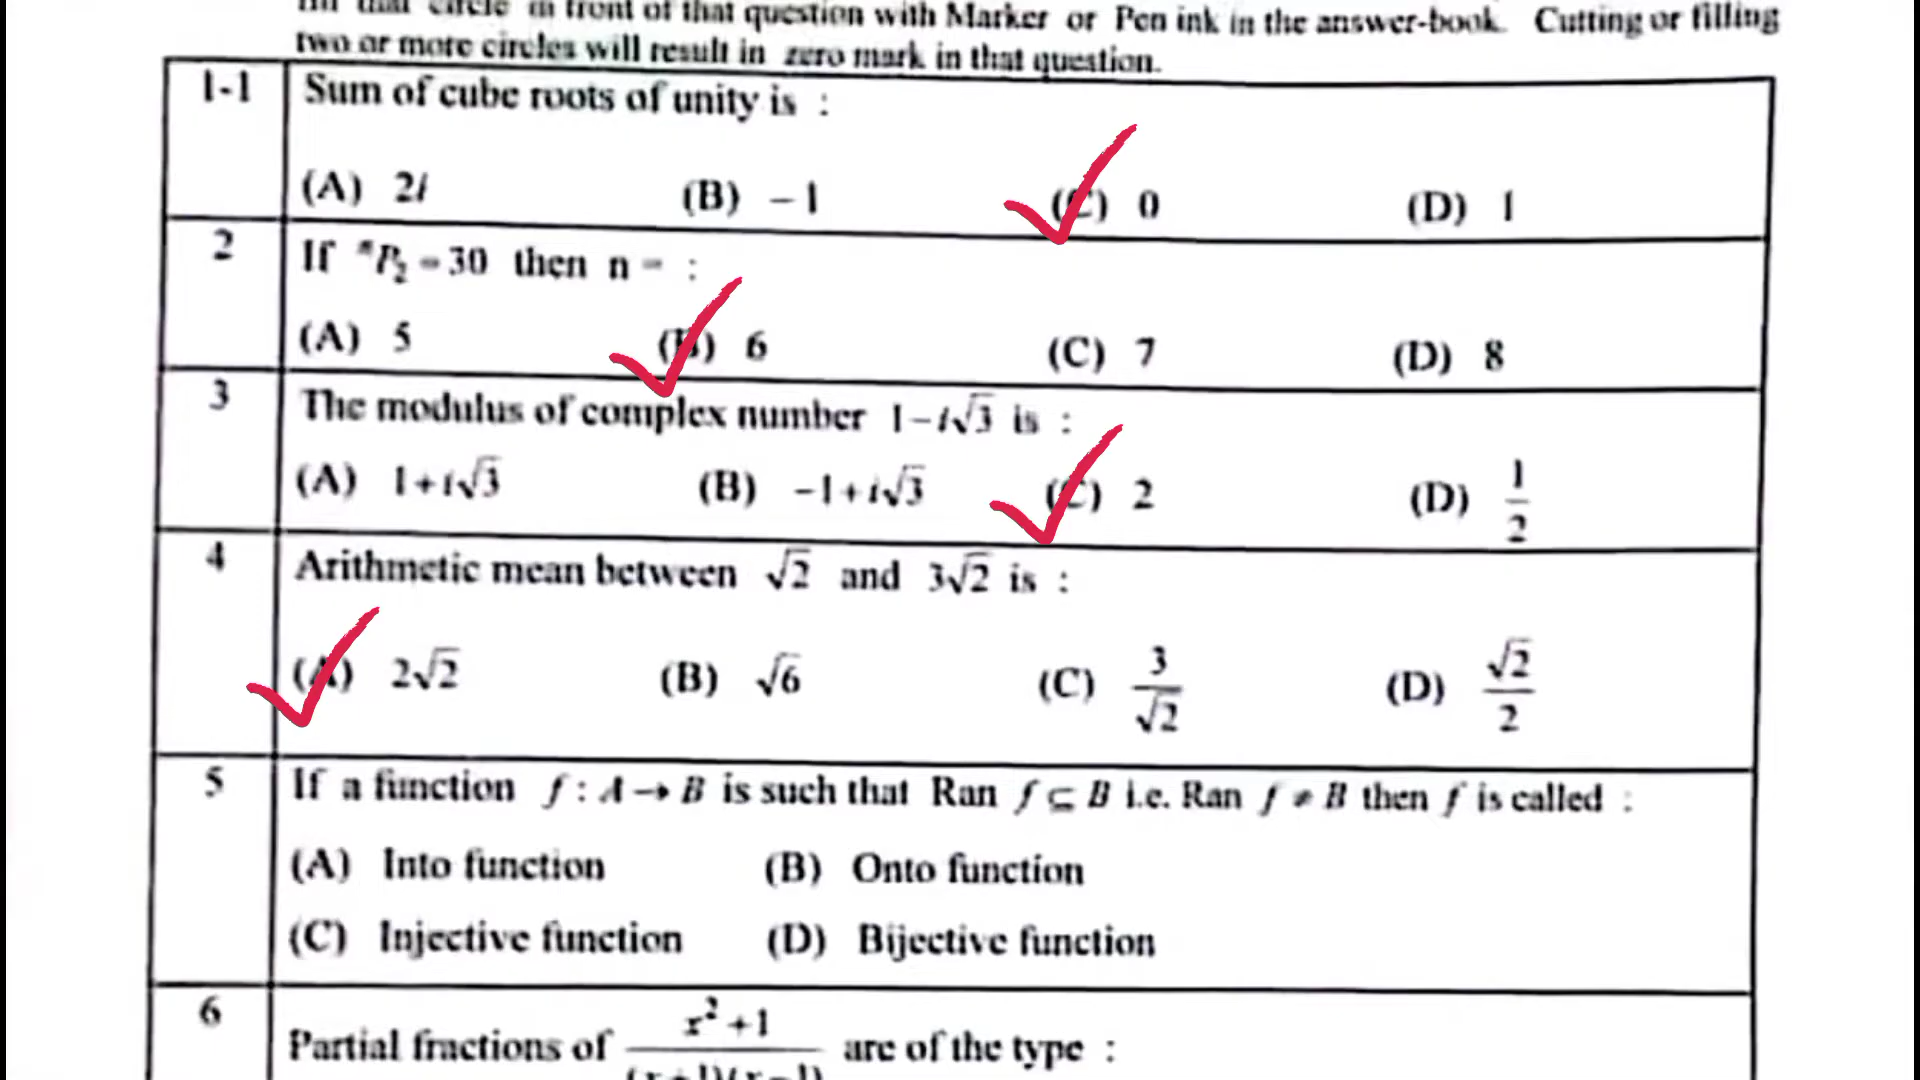 that circle in front of that question with Marker or Pen ink in the answer-book. Cutting or filling
two or more circles will result in zero mark in that question.
1-1 Sum of cube roots of unity is :
(A) 2i (B) – 1 (C) 0 (D) 1
2 If ⁿP₂ = 30 then n = :
(A) 5 (B) 6 (C) 7 (D) 8
3 The modulus of complex number 1 – i√3 is :
(A) 1 + i√3 (B) –1 + i√3 (C) 2 (D) 1/2
4 Arithmetic mean between √2 and 3√2 is :
(A) 2√2 (B) √6 (C) 3/√2 (D) √2/2
5 If a function f : A → B is such that Ran f ⊆ B i.e. Ran f ≠ B then f is called :
(A) Into function (B) Onto function
(C) Injective function (D) Bijective function
6 Partial fractions of x² + 1 / (x + 1)(x – 1) are of the type :